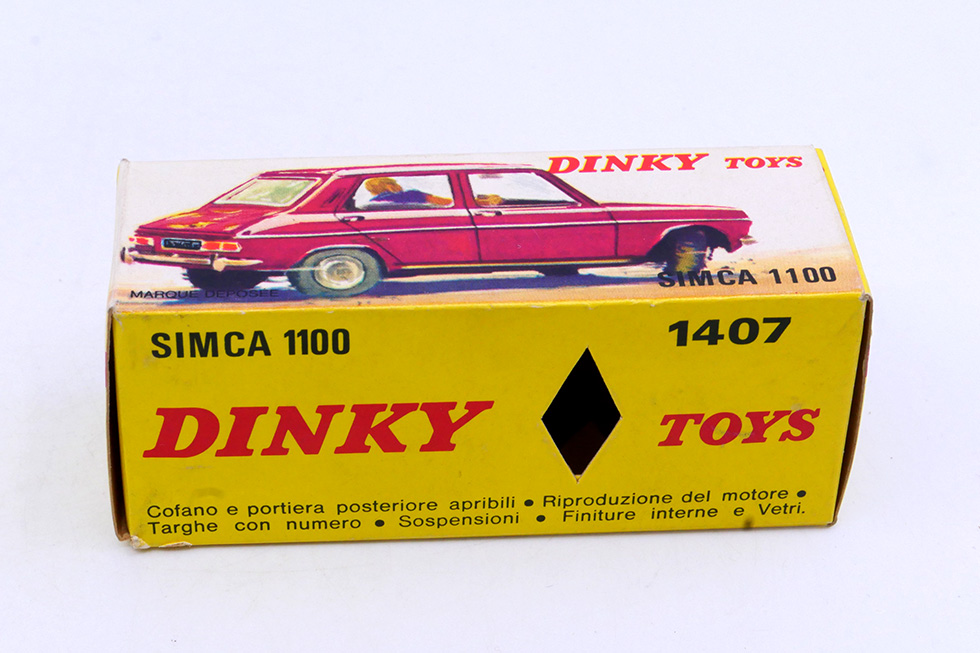 DINKY TOYS
SIMCA 1100
MARQUE DÉPOSÉE
SIMCA 1100
1407
DINKY TOYS
Cofano e portiera posteriore apribili • Riproduzione del motore •
Targhe con numero • Sospensioni • Finiture interne e Vetri.